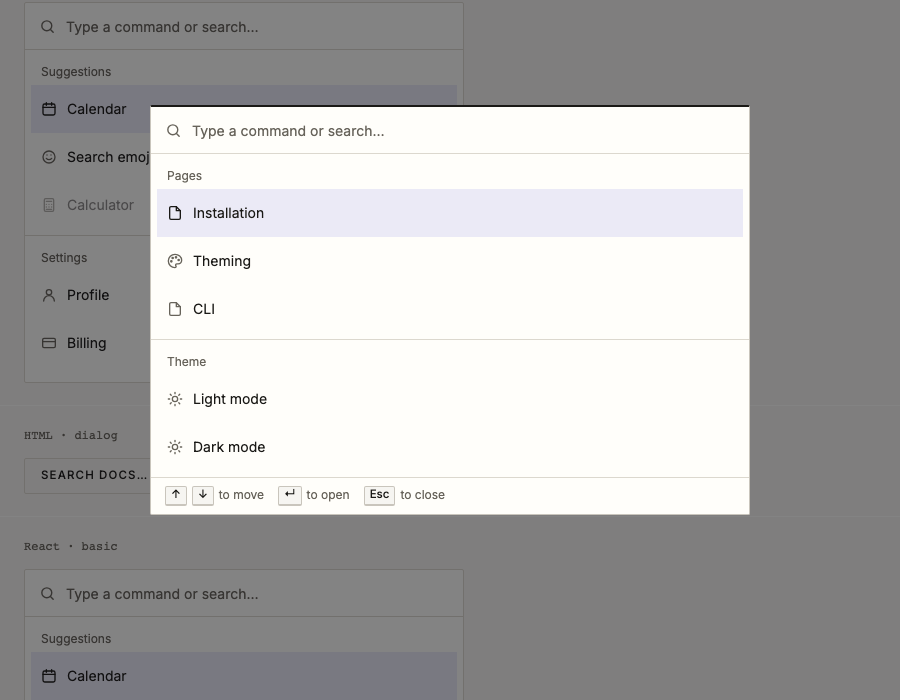 Type a command or search...
Suggestions
Calendar
Search emoj
Calculator
Settings
Profile
Billing
HTML · dialog
SEARCH DOCS...
Type a command or search...
Pages
Installation
Theming
CLI
Theme
Light mode
Dark mode
↑ ↓ to move ↵ to open Esc to close
React · basic
Type a command or search...
Suggestions
Calendar